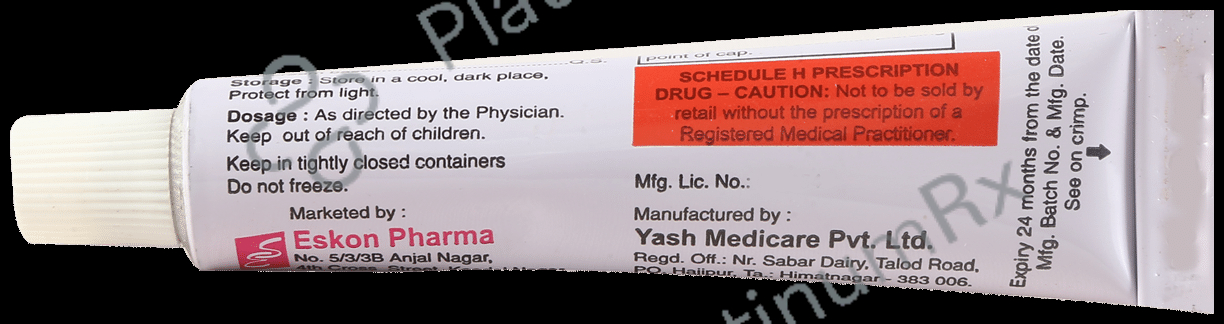 Q.S.
Storage : Store in a cool, dark place,
Protect from light.
Dosage : As directed by the Physician.
Keep out of reach of children.
Keep in tightly closed containers
Do not freeze.
Marketed by :
Eskon Pharma
No. 5/3/3B Anjal Nagar,
4th Cross Street,
point of cap.
SCHEDULE H PRESCRIPTION
DRUG – CAUTION: Not to be sold by
retail without the prescription of a
Registered Medical Practitioner.
Mfg. Lic. No.:
Manufactured by :
Yash Medicare Pvt. Ltd.
Regd. Off.: Nr. Sabar Dairy, Talod Road,
PO. Hajipur, Ta.: Himatnagar - 383 006.
Expiry 24 months from the date
Mfg. Batch No. & Mfg. Date.
See on crimp.
PlatinumRx